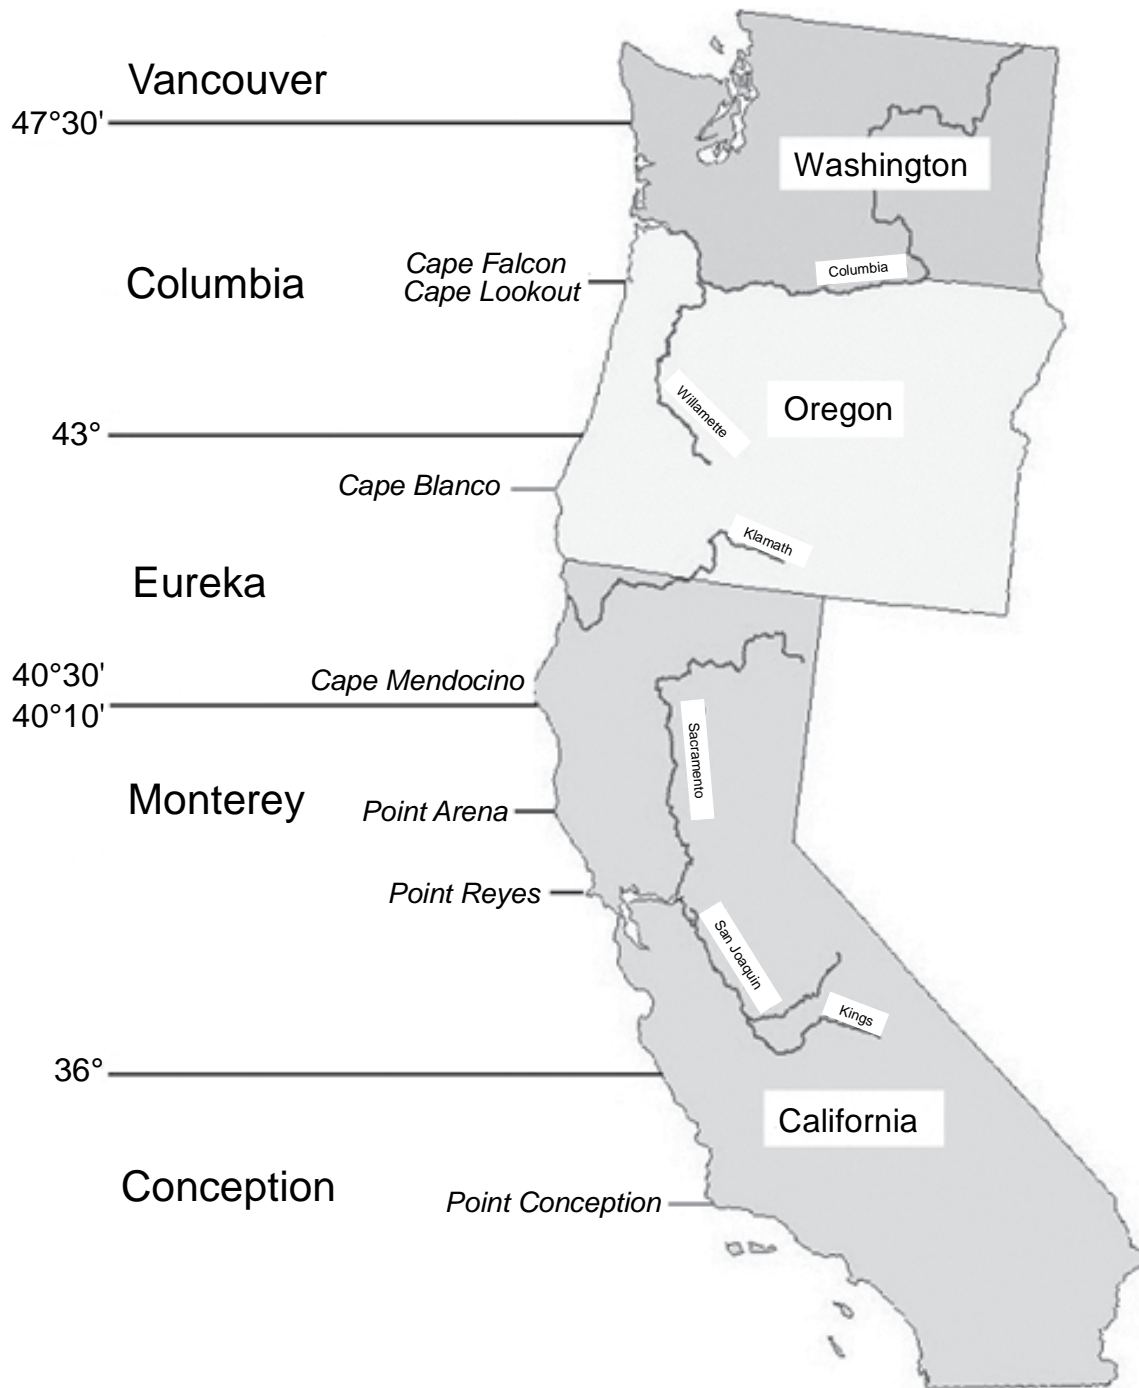 Vancouver
47°30'
Washington
Columbia
Cape Falcon
Cape Lookout
Columbia
Willamette
Oregon
43°
Cape Blanco
Klamath
Eureka
40°30'
Cape Mendocino
40°10'
Sacramento
Monterey
Point Arena
Point Reyes
San Joaquin
Kings
36°
California
Conception
Point Conception